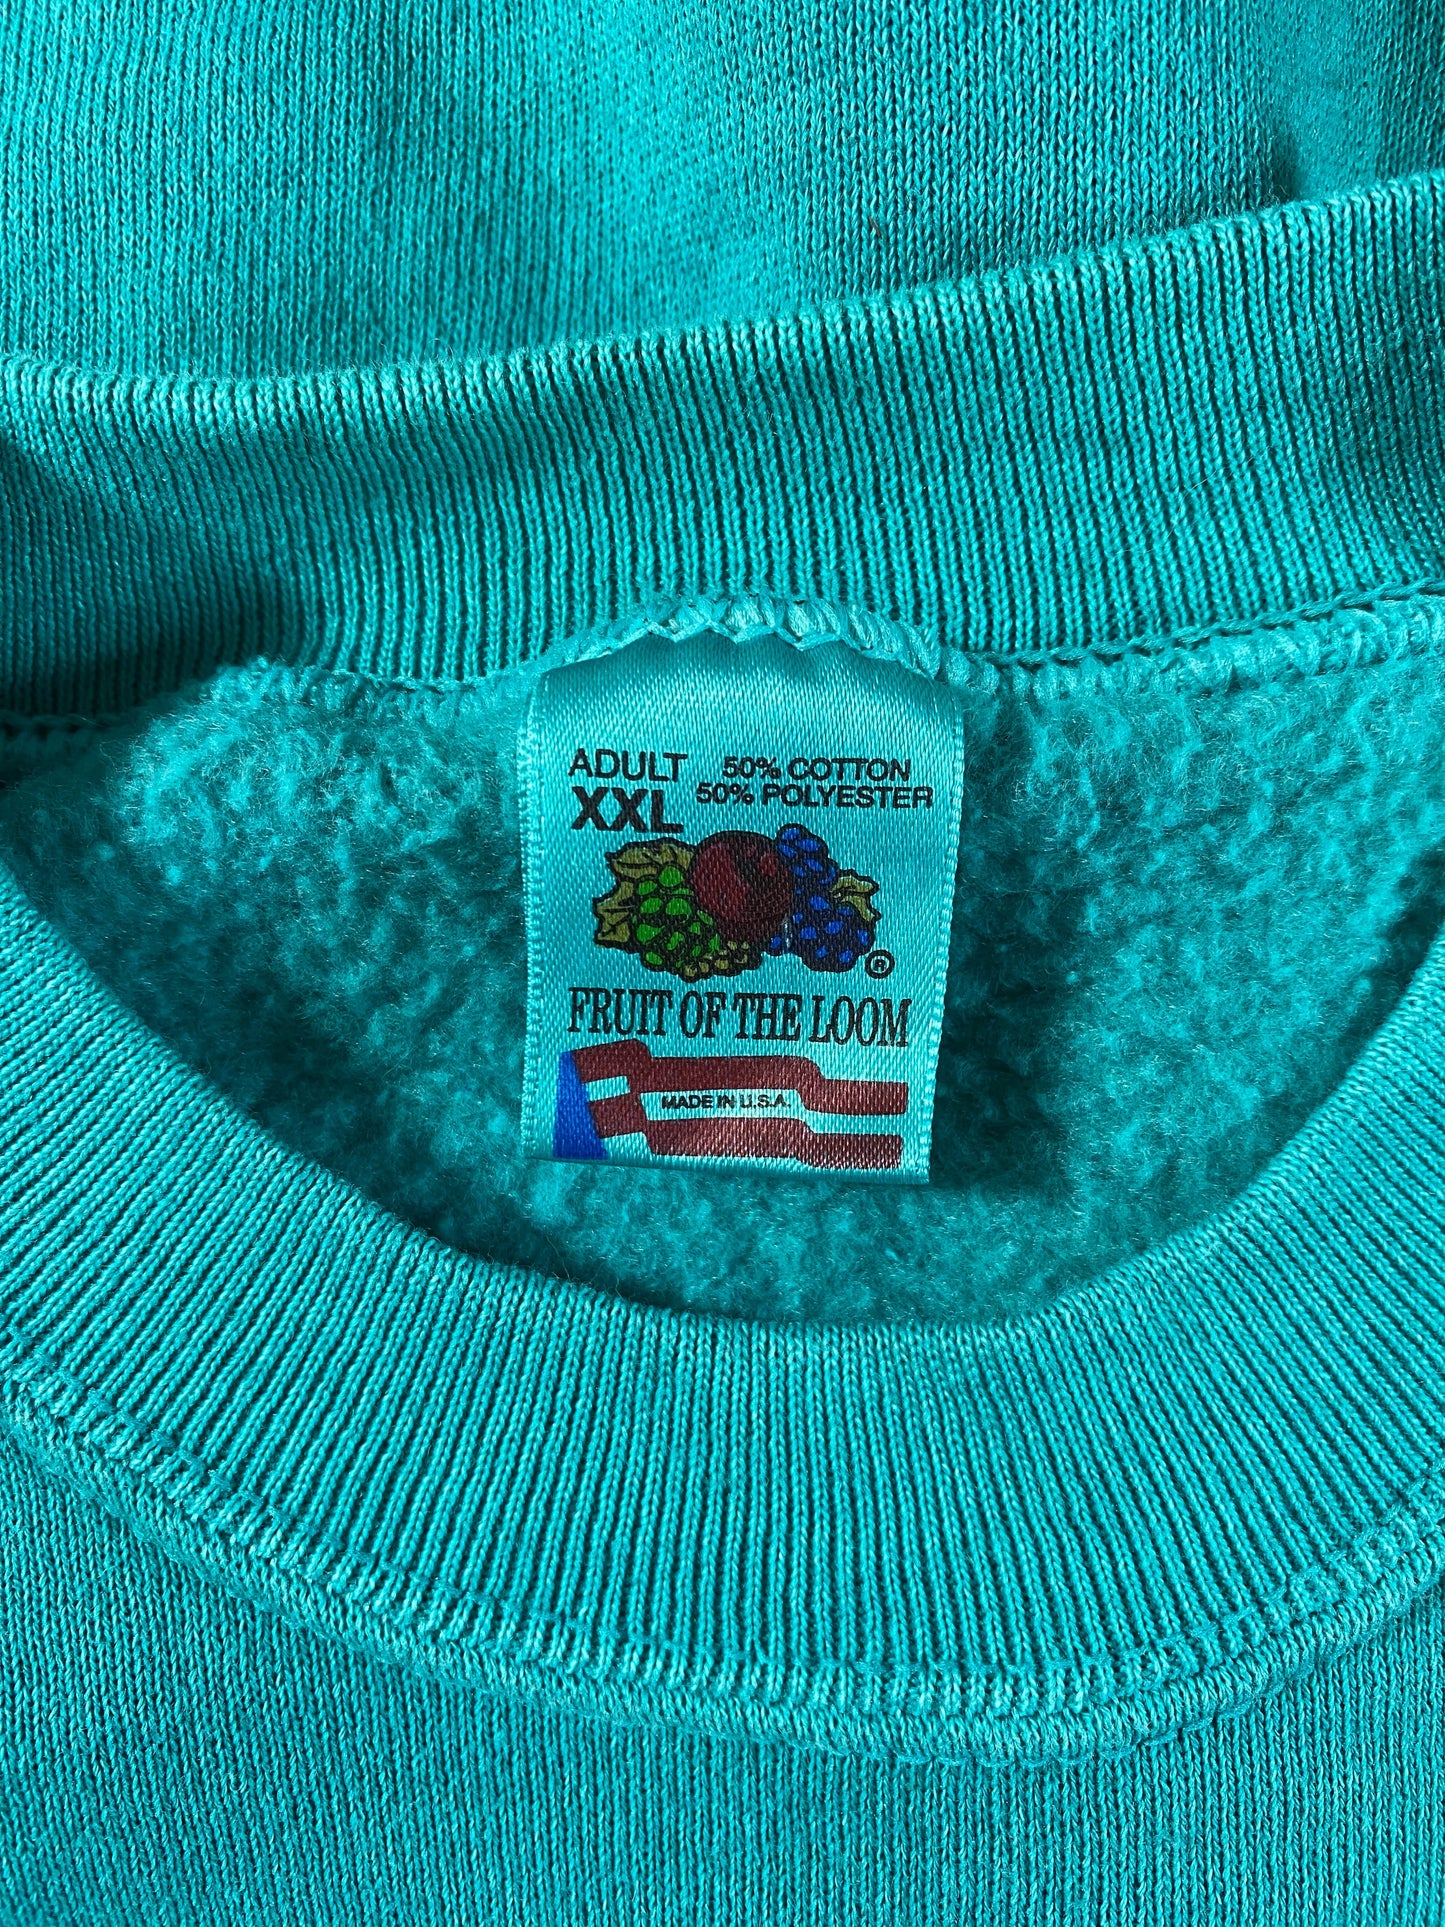 ADULT
XXL
50% COTTON
50% POLYESTER
®
FRUIT OF THE LOOM
MADE IN U.S.A.